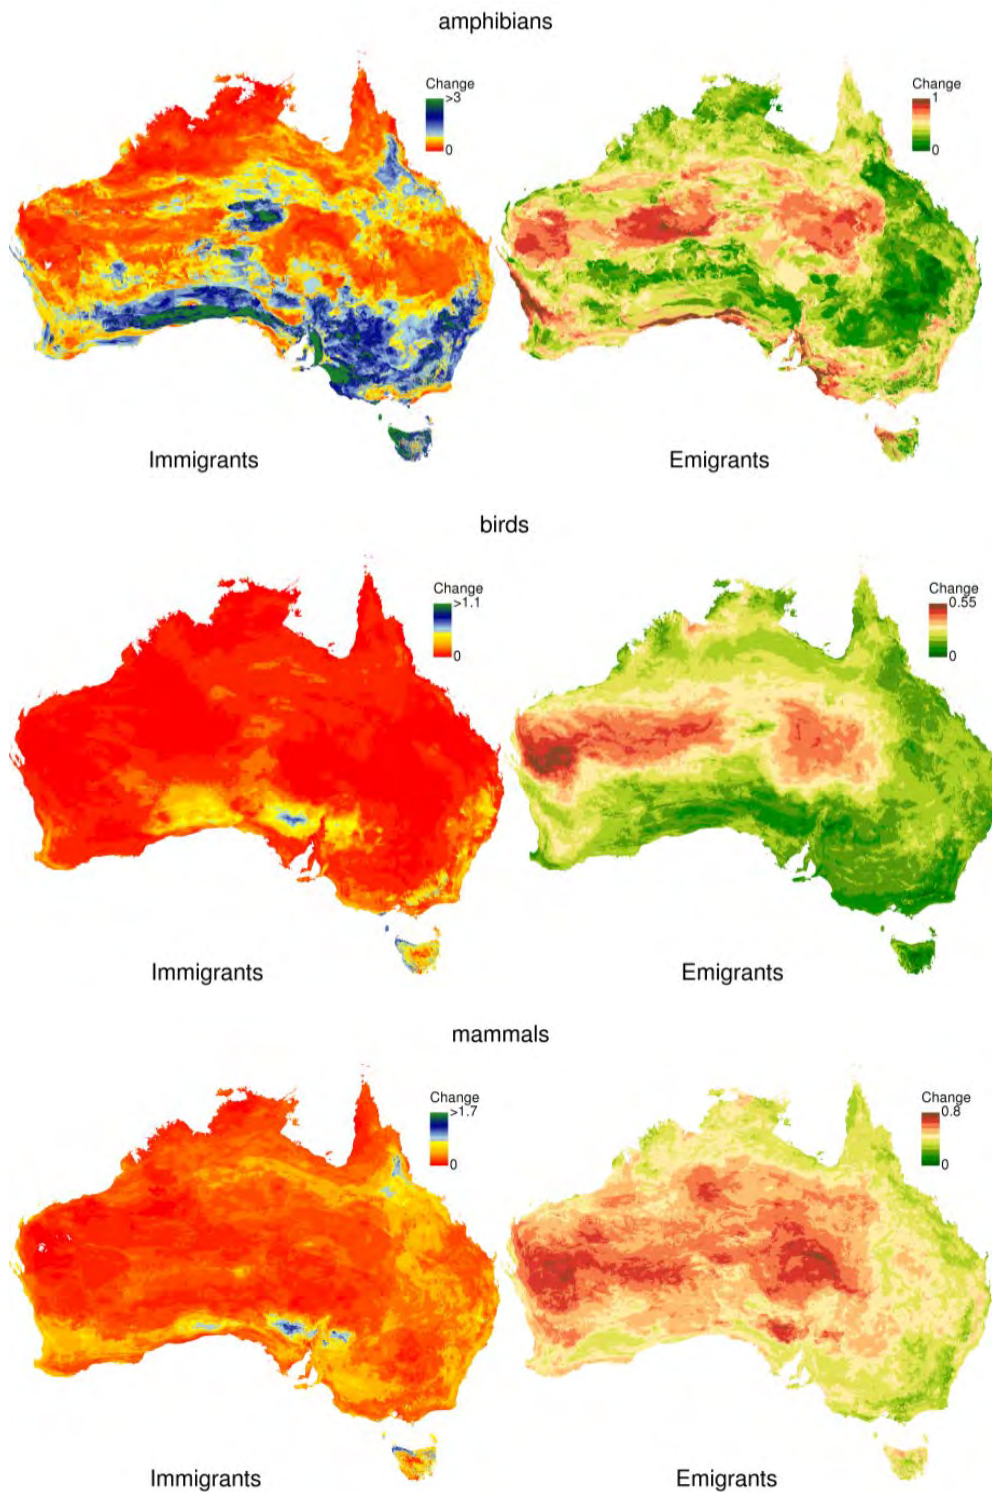 amphibians
Change
>3
0
Change
1
0
Immigrants
Emigrants
birds
Change
>1.1
0
Change
0.55
0
Immigrants
Emigrants
mammals
Change
>1.7
0
Change
0.8
0
Immigrants
Emigrants